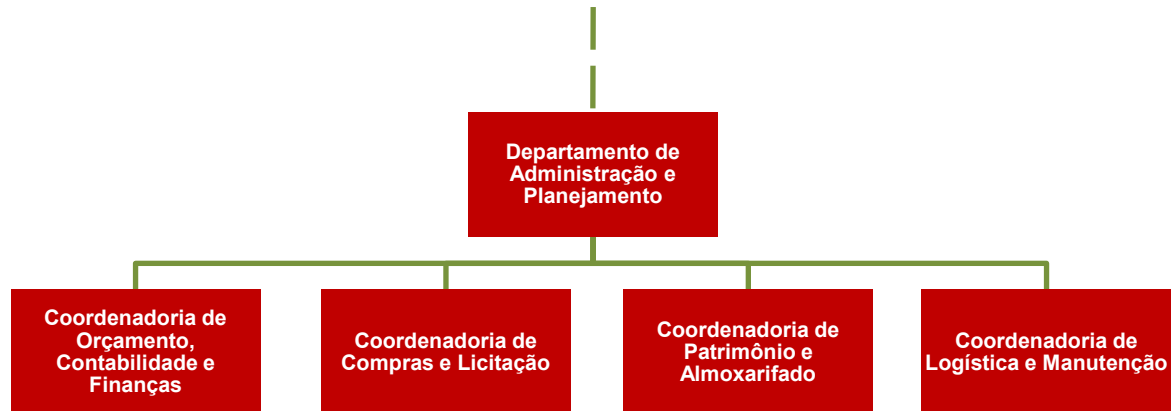 Departamento de
Administração e
Planejamento
Coordenadoria de
Orçamento,
Contabilidade e
Finanças
Coordenadoria de
Compras e Licitação
Coordenadoria de
Patrimônio e
Almoxarifado
Coordenadoria de
Logística e Manutenção